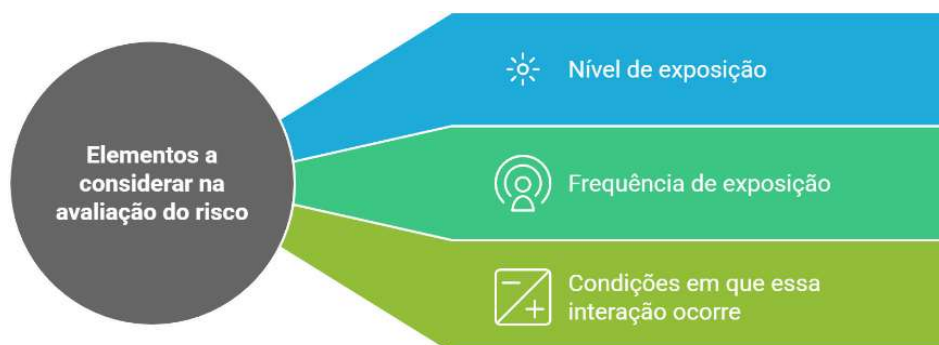 Elementos a
considerar na
avaliação do risco
Nível de exposição
Frequência de exposição
Condições em que essa
interação ocorre